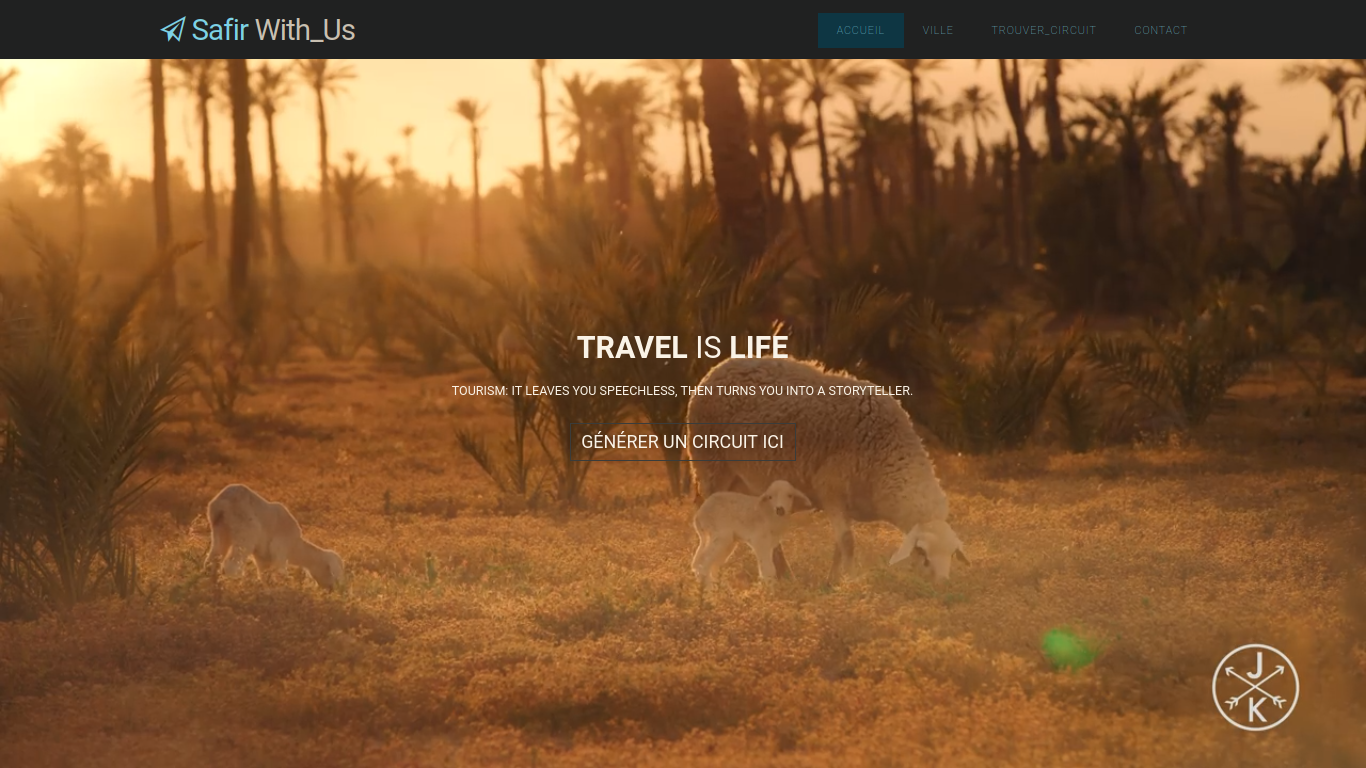 Safir With_Us
ACCUEIL
VILLE
TROUVER_CIRCUIT
CONTACT
TRAVEL IS LIFE
TOURISM: IT LEAVES YOU SPEECHLESS, THEN TURNS YOU INTO A STORYTELLER.
GÉNÉRER UN CIRCUIT ICI
J
K